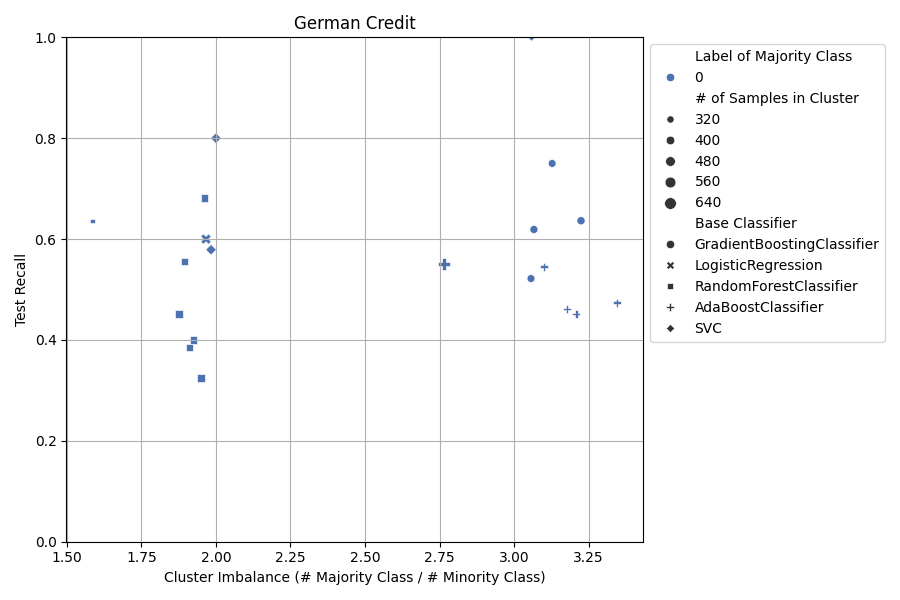 German Credit
Test Recall
1.0
0.8
0.6
0.4
0.2
0.0
1.50 1.75 2.00 2.25 2.50 2.75 3.00 3.25
Cluster Imbalance (# Majority Class / # Minority Class)
Label of Majority Class
0
# of Samples in Cluster
320
400
480
560
640
Base Classifier
GradientBoostingClassifier
LogisticRegression
RandomForestClassifier
AdaBoostClassifier
SVC